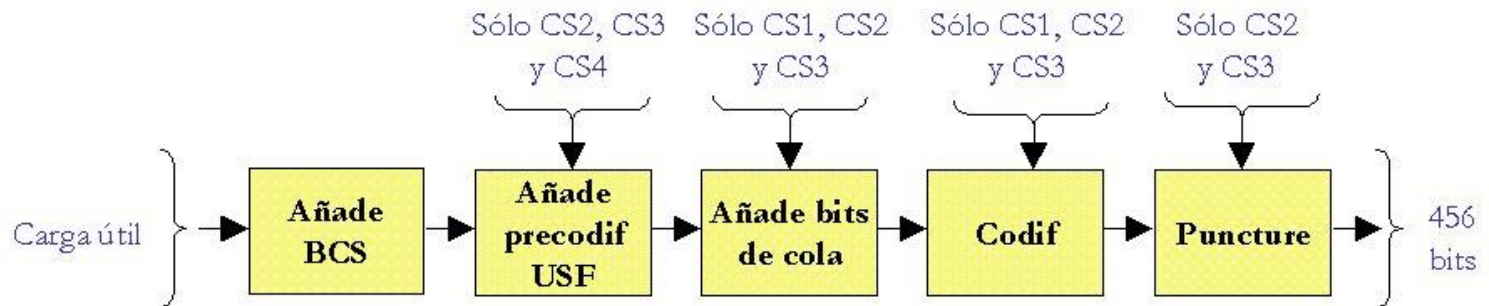 Sólo CS2, CS3
y CS4
Sólo CS1, CS2
y CS3
Sólo CS1, CS2
y CS3
Sólo CS2
y CS3
Carga útil
Añade
BCS
Añade
precodif
USF
Añade bits
de cola
Codif
Puncture
456
bits